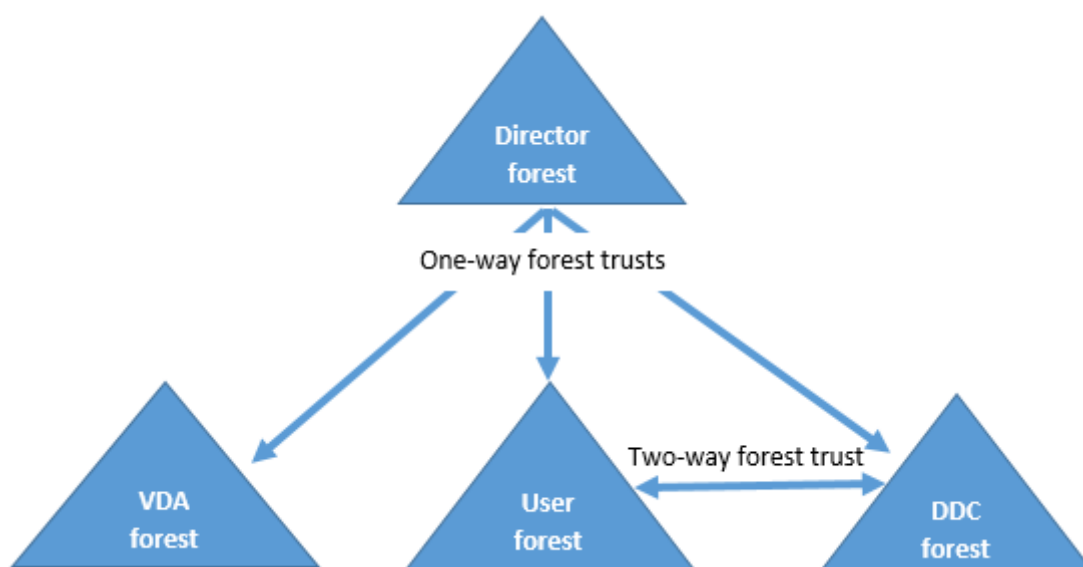 Director
forest
One-way forest trusts
Two-way forest trust
VDA
forest
User
forest
DDC
forest